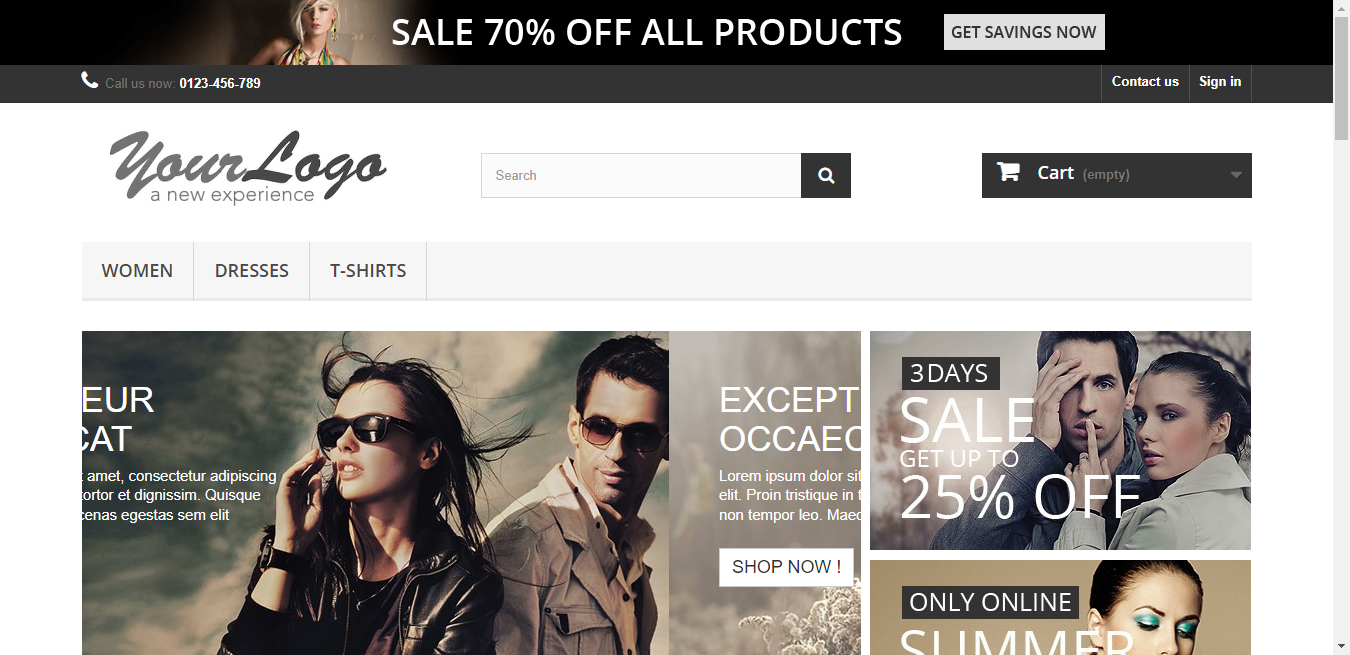 SALE 70% OFF ALL PRODUCTS
GET SAVINGS NOW
Call us now: 0123-456-789
Contact us
Sign in
YourLogo
a new experience
Search
Cart (empty)
WOMEN
DRESSES
T-SHIRTS
EUR
CAT
amet, consectetur adipiscing
tortor et dignissim. Quisque
cenas egestas sem elit
EXCEPT
OCCAEC
Lorem ipsum dolor sit
elit. Proin tristique in t
non tempor leo. Maec
SHOP NOW !
3 DAYS
SALE
GET UP TO
25% OFF
ONLY ONLINE
SUMMER